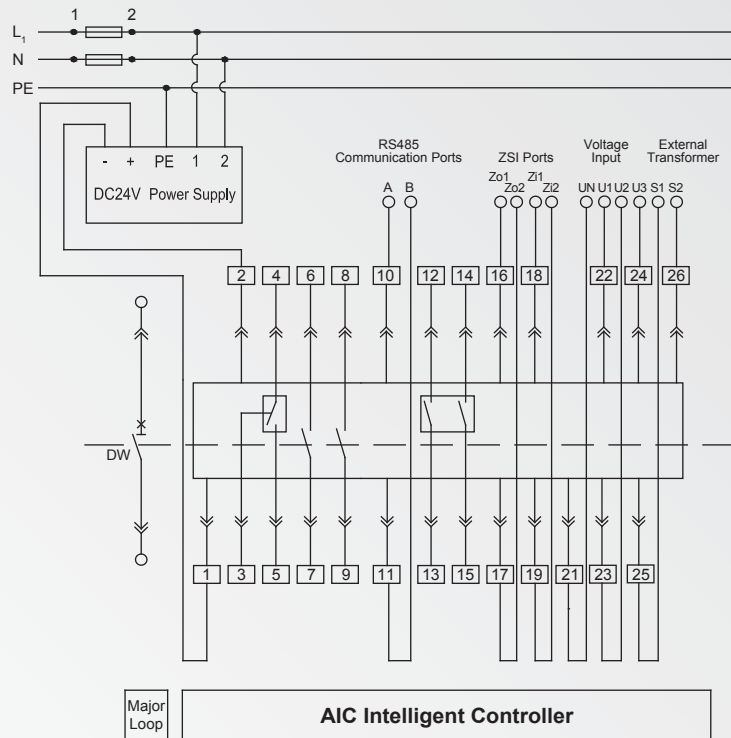 1 2
L1
N
PE
- + PE 1 2
DC24V Power Supply
RS485
Communication Ports
A B
ZSI Ports
Zo1 Zo2 Zi1 Zi2
Voltage
Input
UN U1 U2 U3
External
Transformer
S1 S2
2 4 6 8 10 12 14 16 18 22 24 26
DW
1 3 5 7 9 11 13 15 17 19 21 23 25
Major
Loop
AIC Intelligent Controller